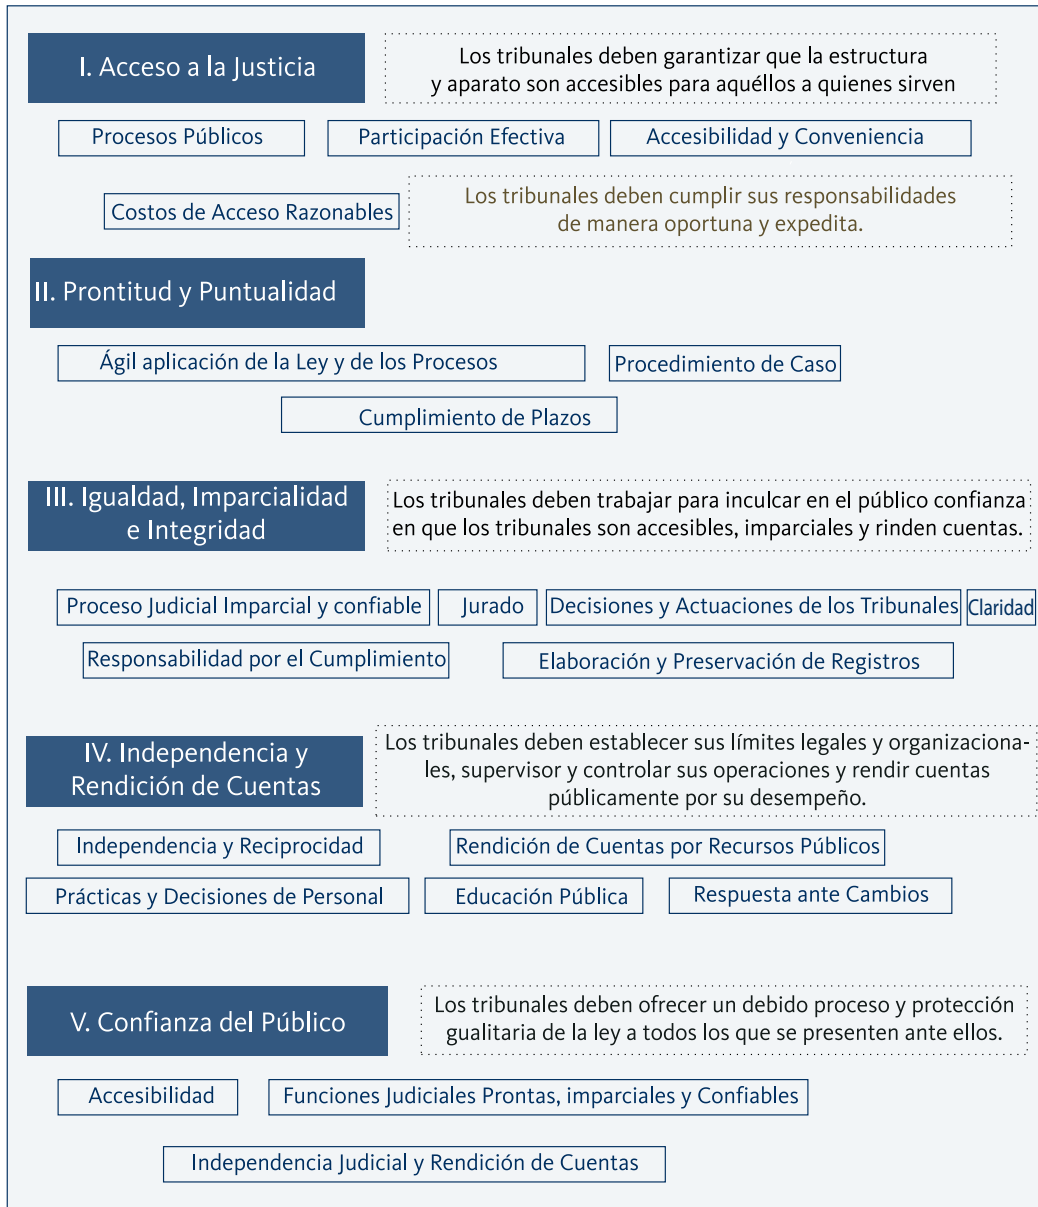 I. Acceso a la Justicia
Los tribunales deben garantizar que la estructura
y aparato son accesibles para aquéllos a quienes sirven
Procesos Públicos
Participación Efectiva
Accesibilidad y Conveniencia
Costos de Acceso Razonables
Los tribunales deben cumplir sus responsabilidades
de manera oportuna y expedita.
II. Prontitud y Puntualidad
Ágil aplicación de la Ley y de los Procesos
Procedimiento de Caso
Cumplimiento de Plazos
III. Igualdad, Imparcialidad
e Integridad
Los tribunales deben trabajar para inculcar en el público confianza
en que los tribunales son accesibles, imparciales y rinden cuentas.
Proceso Judicial Imparcial y confiable
Jurado
Decisiones y Actuaciones de los Tribunales
Claridad
Responsabilidad por el Cumplimiento
Elaboración y Preservación de Registros
IV. Independencia y
Rendición de Cuentas
Los tribunales deben establecer sus límites legales y organizaciona-
les, supervisor y controlar sus operaciones y rendir cuentas
públicamente por su desempeño.
Independencia y Reciprocidad
Rendición de Cuentas por Recursos Públicos
Prácticas y Decisiones de Personal
Educación Pública
Respuesta ante Cambios
V. Confianza del Público
Los tribunales deben ofrecer un debido proceso y protección
gualitaria de la ley a todos los que se presenten ante ellos.
Accesibilidad
Funciones Judiciales Prontas, imparciales y Confiables
Independencia Judicial y Rendición de Cuentas